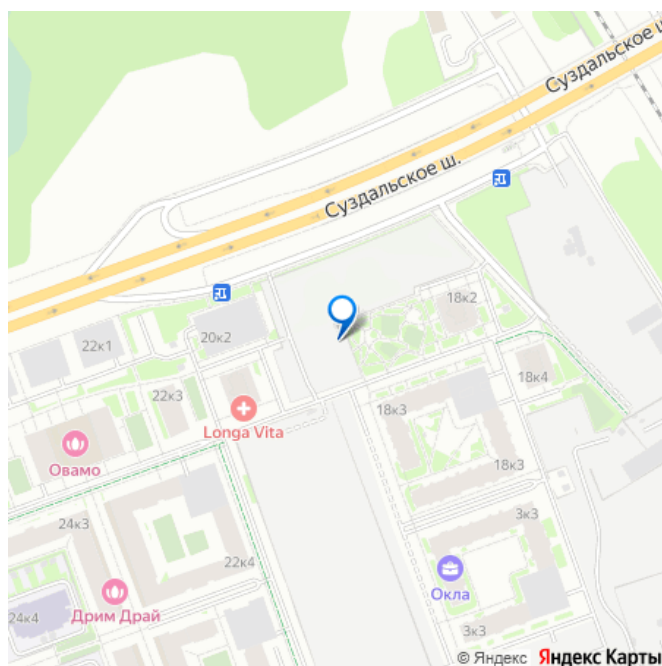 Суздальское ш
Суздальское ш.
18к2
20к2
22к1
18к4
22к3
Longa Vita
18к3
Овамо
18к3
3к3
24к3
22к4
Окла
24к4
Дрим Драй
3к3
© Яндекс Яндекс Карты